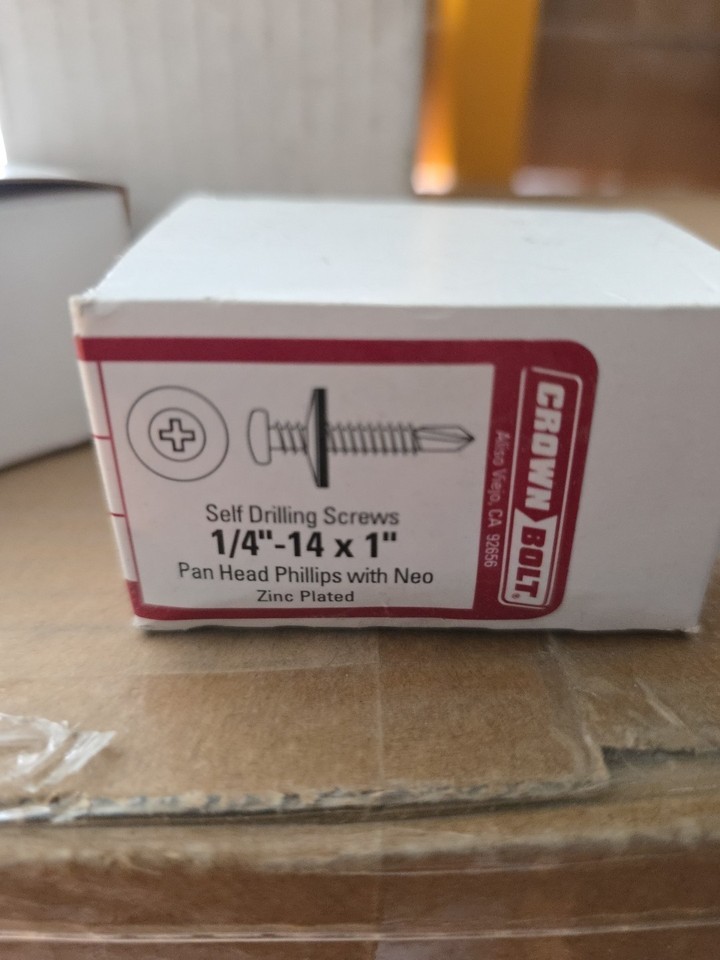 Self Drilling Screws
1/4"-14 x 1"
Pan Head Phillips with Neo
Zinc Plated
Aliso Viejo, CA 92656
CROWN BOLT®